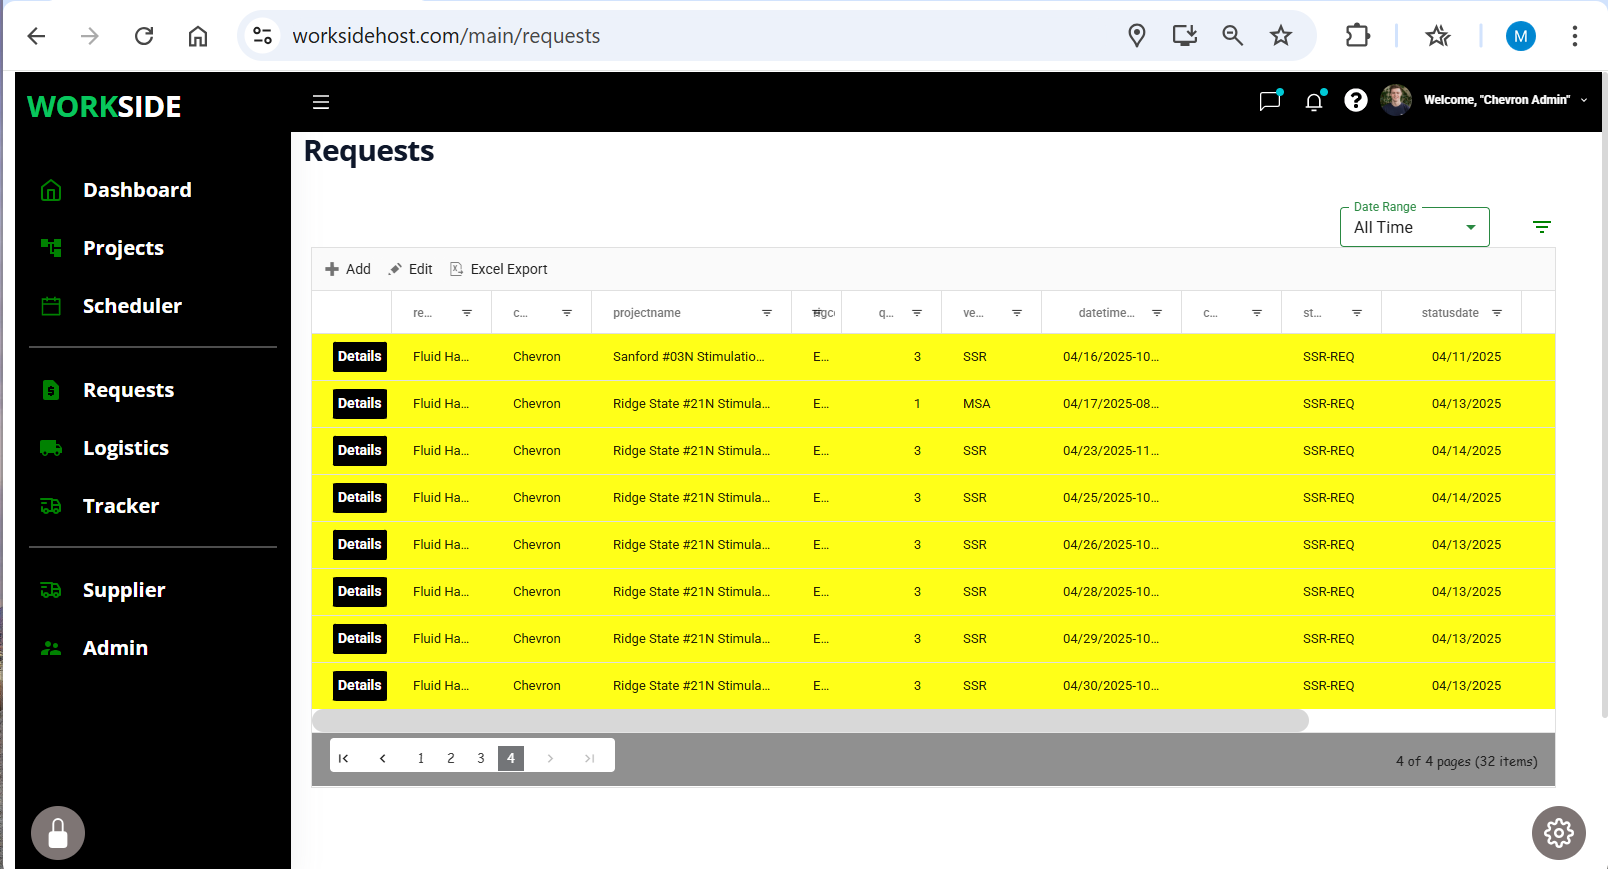 worksidehost.com/main/requests
M
WORKSIDE
Welcome, "Chevron Admin"
Requests
Dashboard
Projects
Scheduler
Requests
Logistics
Tracker
Supplier
Admin
Date Range
All Time
Add Edit Excel Export
re... c... projectname q... ve... datetime... c... st... statusdate
Details Fluid Ha... Chevron Sanford #03N Stimulatio... E... 3 SSR 04/16/2025-10... SSR-REQ 04/11/2025
Details Fluid Ha... Chevron Ridge State #21N Stimula... E... 1 MSA 04/17/2025-08... SSR-REQ 04/13/2025
Details Fluid Ha... Chevron Ridge State #21N Stimula... E... 3 SSR 04/23/2025-11... SSR-REQ 04/14/2025
Details Fluid Ha... Chevron Ridge State #21N Stimula... E... 3 SSR 04/25/2025-10... SSR-REQ 04/14/2025
Details Fluid Ha... Chevron Ridge State #21N Stimula... E... 3 SSR 04/26/2025-10... SSR-REQ 04/13/2025
Details Fluid Ha... Chevron Ridge State #21N Stimula... E... 3 SSR 04/28/2025-10... SSR-REQ 04/13/2025
Details Fluid Ha... Chevron Ridge State #21N Stimula... E... 3 SSR 04/29/2025-10... SSR-REQ 04/13/2025
Details Fluid Ha... Chevron Ridge State #21N Stimula... E... 3 SSR 04/30/2025-10... SSR-REQ 04/13/2025
1 2 3 4
4 of 4 pages (32 items)